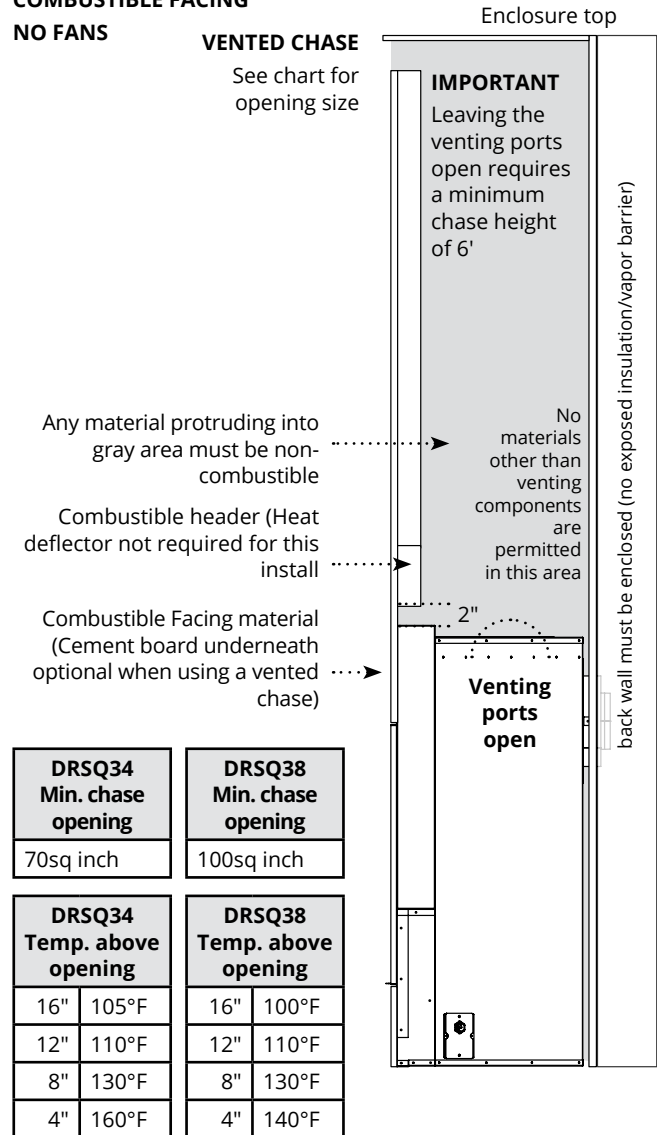 COMBUSTIBLE FACING
NO FANS
VENTED CHASE
See chart for
opening size
Enclosure top
IMPORTANT
Leaving the
venting ports
open requires
a minimum
chase height
of 6'
back wall must be enclosed (no exposed insulation/vapor barrier)
Any material protruding into
gray area must be non-
combustible
No
materials
other than
venting
components
are
permitted
in this area
Combustible header (Heat
deflector not required for this
install
2"
Combustible Facing material
(Cement board underneath
optional when using a vented
chase)
Venting
ports
open
DRSQ34
Min. chase
opening
70sq inch
DRSQ38
Min. chase
opening
100sq inch
DRSQ34
Temp. above
opening
16" 105°F
12" 110°F
8" 130°F
4" 160°F
DRSQ38
Temp. above
opening
16" 100°F
12" 110°F
8" 130°F
4" 140°F